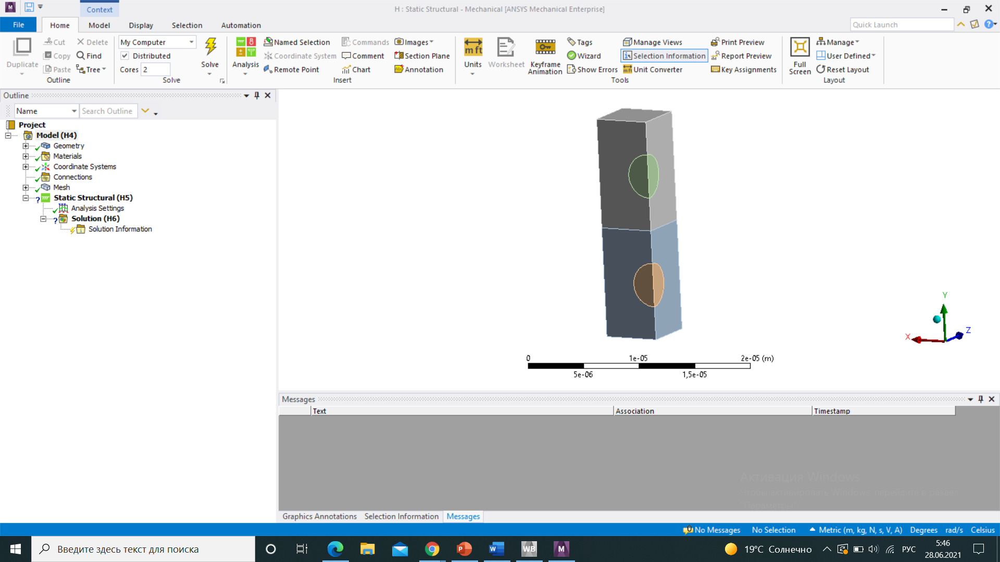 Context
H : Static Structural - Mechanical [ANSYS Mechanical Enterprise]
File Home Model Display Selection Automation
Quick Launch
Duplicate
Cut
Copy
Paste
Delete
Find
Tree
Outline
My Computer
Distributed
Cores 2
Solve
Solve
Analysis
Named Selection
Coordinate System
Remote Point
Commands
Comment
Chart
Images
Section Plane
Annotation
Insert
m ft
Units
Worksheet
Keyframe
Animation
Tags
Wizard
Show Errors
Manage Views
Selection Information
Unit Converter
Print Preview
Report Preview
Key Assignments
Tools
Full
Screen
Manage
User Defined
Reset Layout
Layout
Outline
Name
Search Outline
Project
Model (H4)
Geometry
Materials
Coordinate Systems
Connections
Mesh
Static Structural (H5)
Analysis Settings
Solution (H6)
Solution Information
Y
X
Z
0 1e-05 2e-05 (m)
5e-06 1,5e-05
Messages
Text Association Timestamp
Активация Windows
Чтобы активировать Windows, перейдите в раздел
"Параметры".
Graphics Annotations Selection Information Messages
No Messages No Selection Metric (m, kg, N, s, V, A) Degrees rad/s Celsius
Введите здесь текст для поиска
WB
M
19°C Солнечно
РУС
5:46
28.06.2021